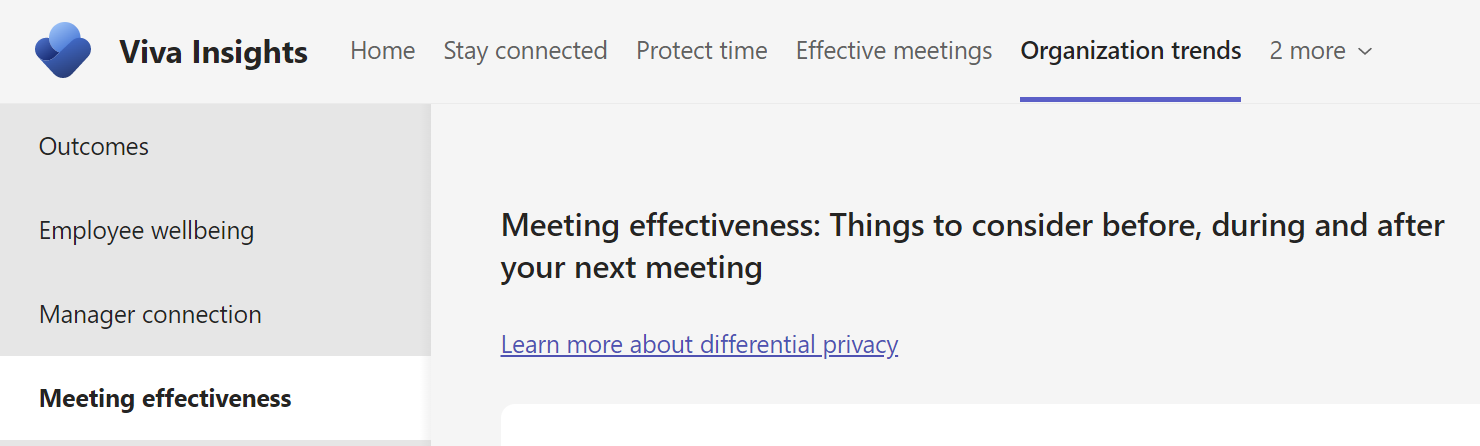 Viva Insights Home Stay connected Protect time Effective meetings Organization trends 2 more
Outcomes
Employee wellbeing
Manager connection
Meeting effectiveness
Meeting effectiveness: Things to consider before, during and after
your next meeting
Learn more about differential privacy